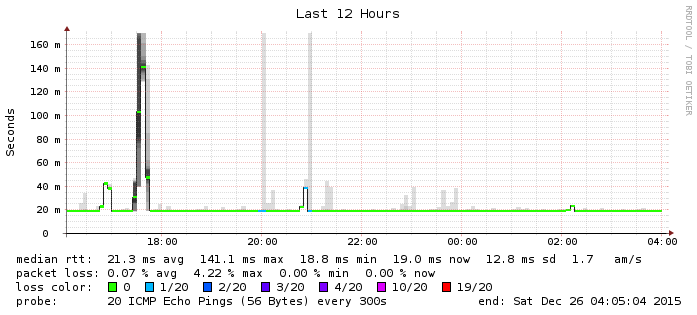 Last 12 Hours
RRDTOOL / TOBI OETIKER
Seconds
160 m
140 m
120 m
100 m
80 m
60 m
40 m
20 m
0
18:00 20:00 22:00 00:00 02:00 04:00
median rtt: 21.3 ms avg 141.1 ms max 18.8 ms min 19.0 ms now 12.8 ms sd 1.7 am/s
packet loss: 0.07 % avg 4.22 % max 0.00 % min 0.00 % now
loss color: 0 1/20 2/20 3/20 4/20 10/20 19/20
probe: 20 ICMP Echo Pings (56 Bytes) every 300s end: Sat Dec 26 04:05:04 2015